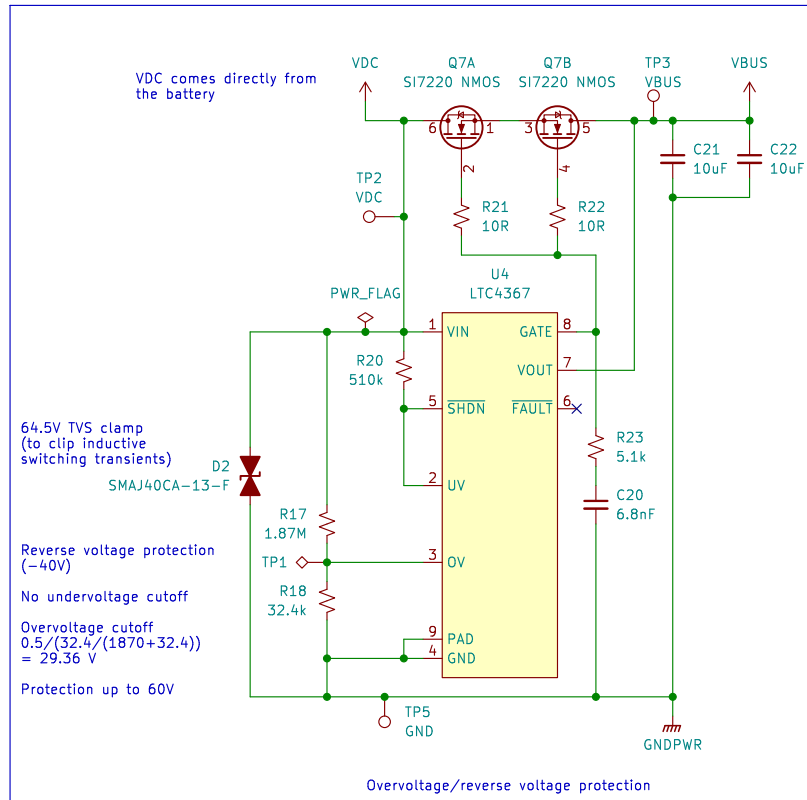 VDC comes directly from
the battery
VDC
Q7A
SI7220 NMOS
Q7B
SI7220 NMOS
TP3
VBUS
VBUS
6
1
3
5
2
4
C21
10uF
C22
10uF
TP2
VDC
R21
10R
R22
10R
U4
LTC4367
PWR_FLAG
1
VIN
GATE
8
VOUT
7
R20
510k
5
SHDN
FAULT
6
2
UV
R23
5.1k
C20
6.8nF
64.5V TVS clamp
(to clip inductive
switching transients)
D2
SMAJ40CA-13-F
R17
1.87M
TP1
3
OV
R18
32.4k
9
PAD
4
GND
Reverse voltage protection
(-40V)
No undervoltage cutoff
Overvoltage cutoff
0.5/(32.4/(1870+32.4))
= 29.36 V
Protection up to 60V
TP5
GND
GNDPWR
Overvoltage/reverse voltage protection